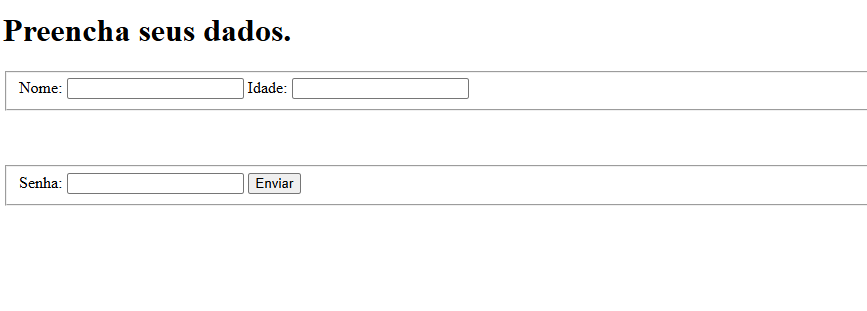 Preencha seus dados.
Nome: Idade:
Senha: Enviar